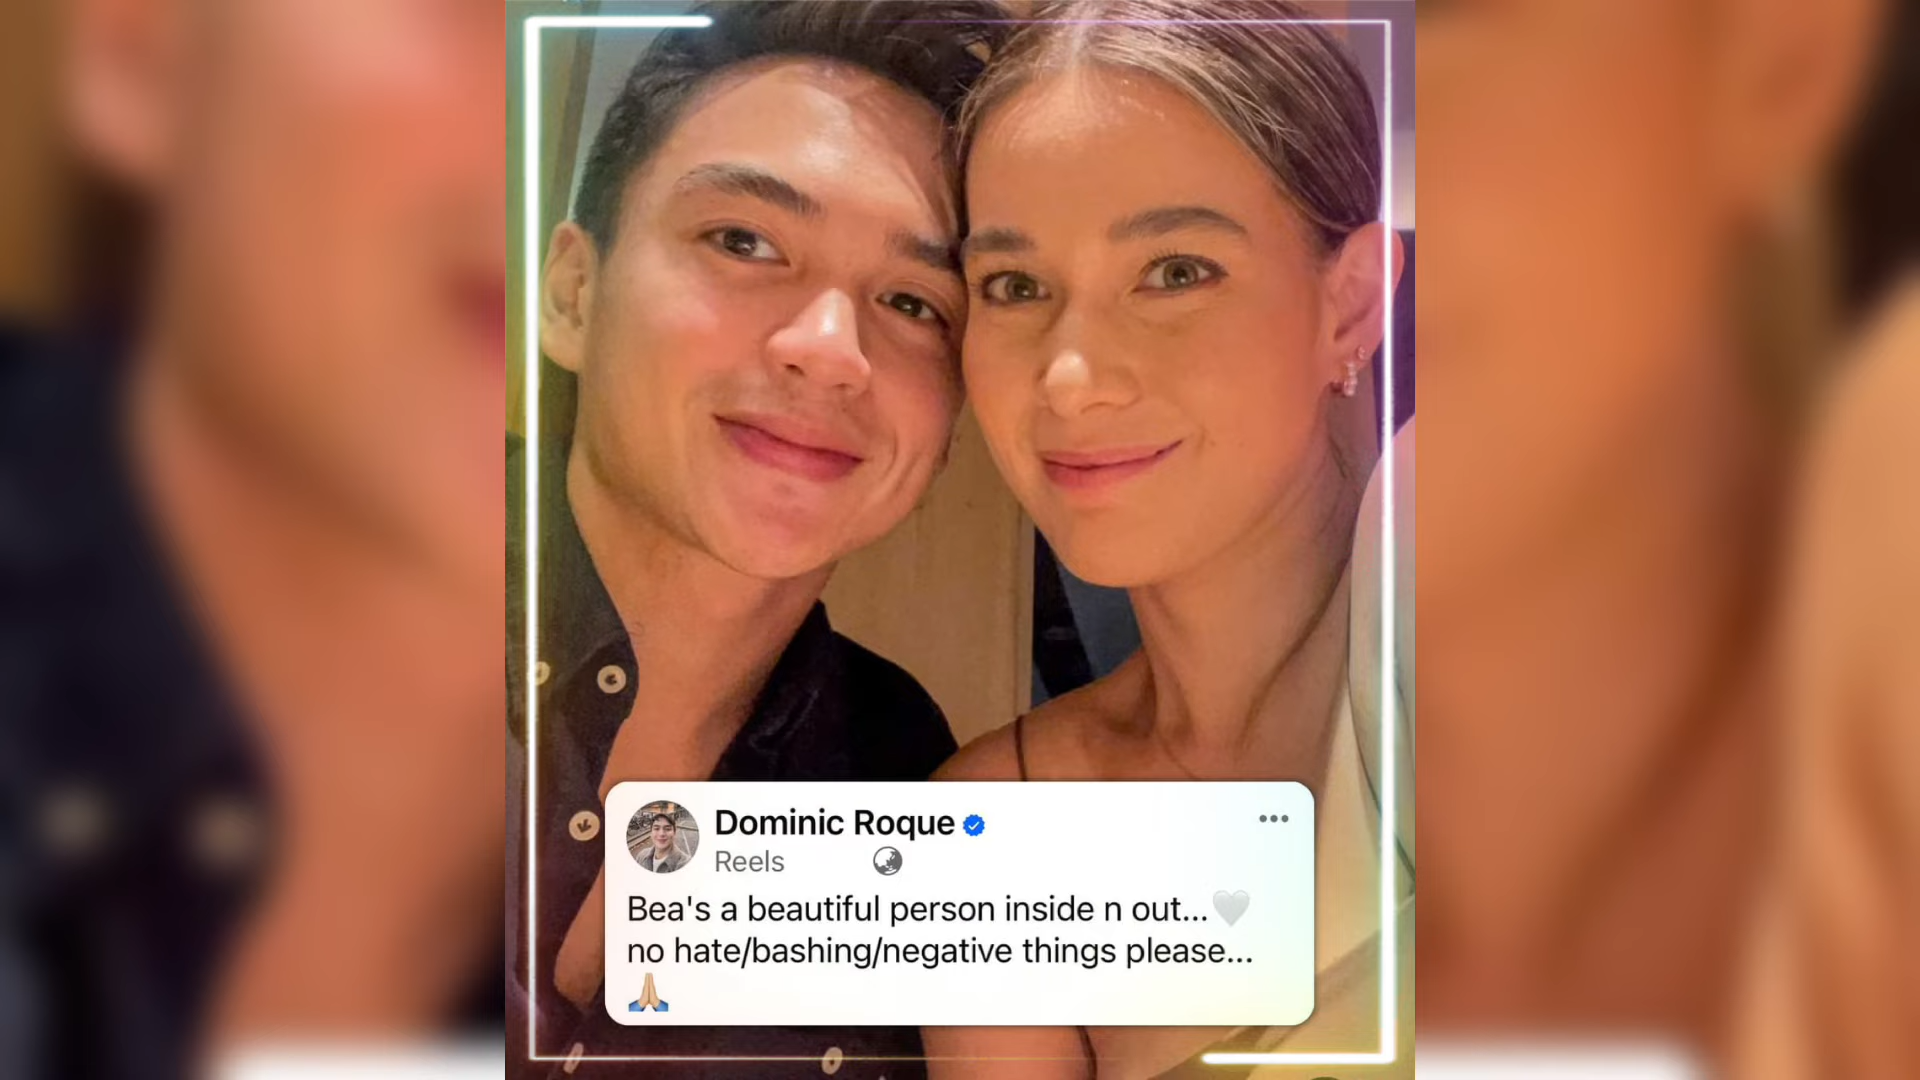 Dominic Roque
Reels
Bea's a beautiful person inside n out...🤍
no hate/bashing/negative things please...
🙏🏼